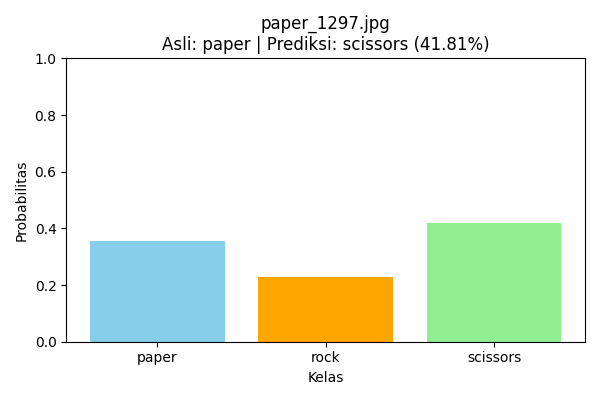 paper_1297.jpg
Asli: paper | Prediksi: scissors (41.81%)
1.0
0.8
0.6
0.4
0.2
0.0
Probabilitas
paper rock scissors
Kelas